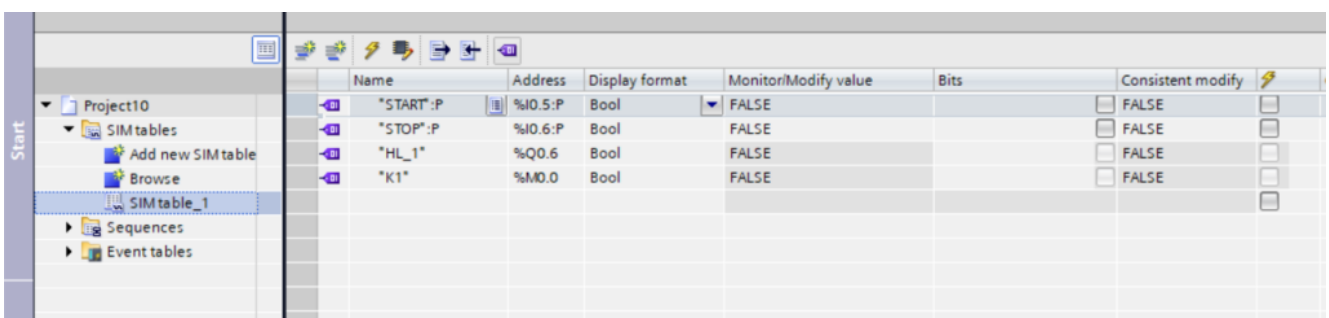 Start
Name Address Display format Monitor/Modify value Bits Consistent modify
Project10
SIM tables
Add new SIM table
Browse
SIM table_1
Sequences
Event tables
"START":P %I0.5:P Bool FALSE FALSE
"STOP":P %I0.6:P Bool FALSE FALSE
"HL_1" %Q0.6 Bool FALSE FALSE
"K1" %M0.0 Bool FALSE FALSE